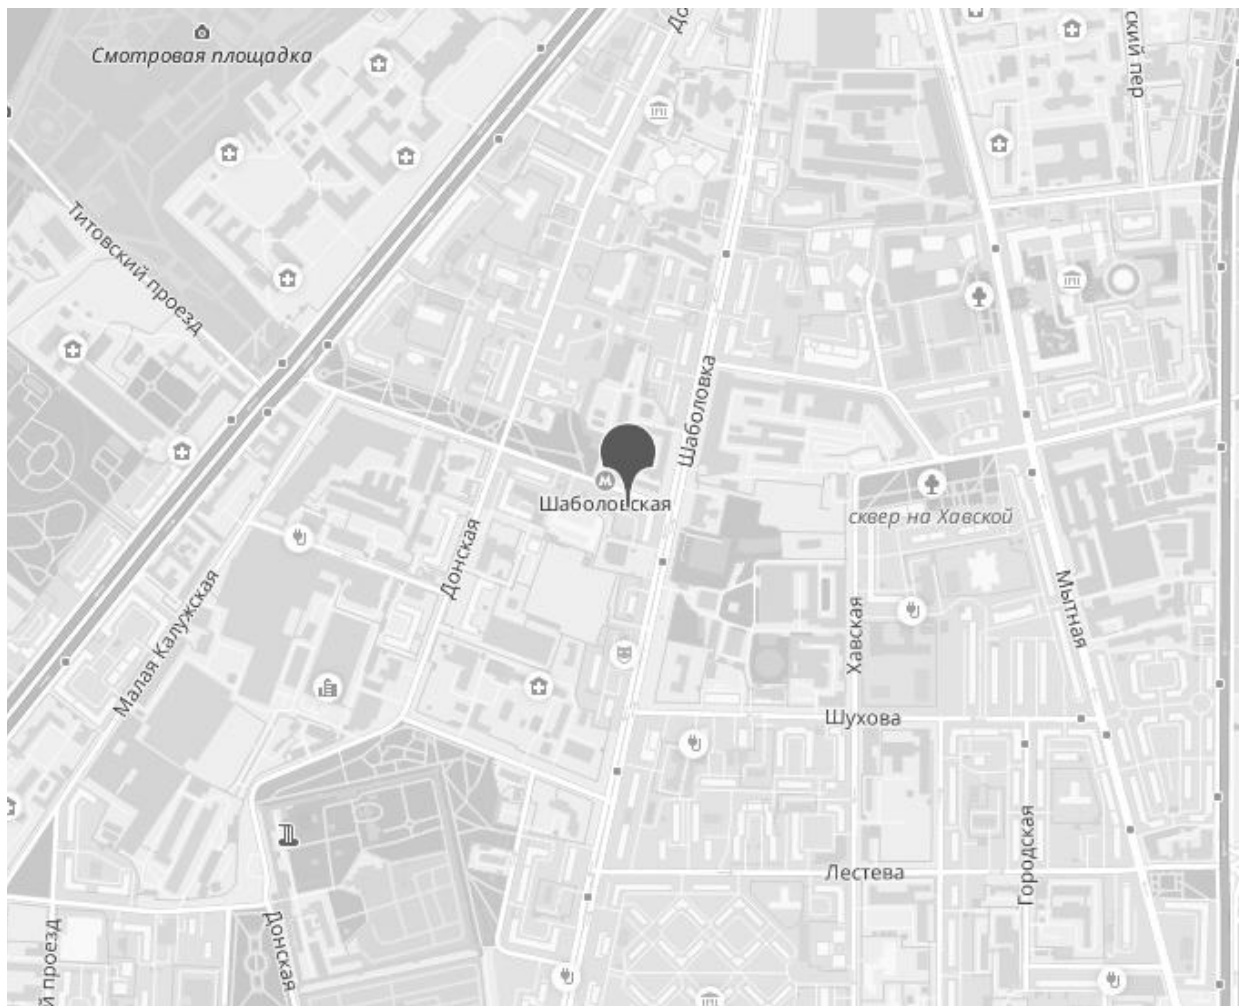 До
ский пер
Смотровая площадка
Титовский проезд
Шаболовка
М
Шаболовская
сквер на Хавской
Донская
Малая Калужская
Хавская
Мытная
Шухова
Городская
Лестева
Донская
й проезд